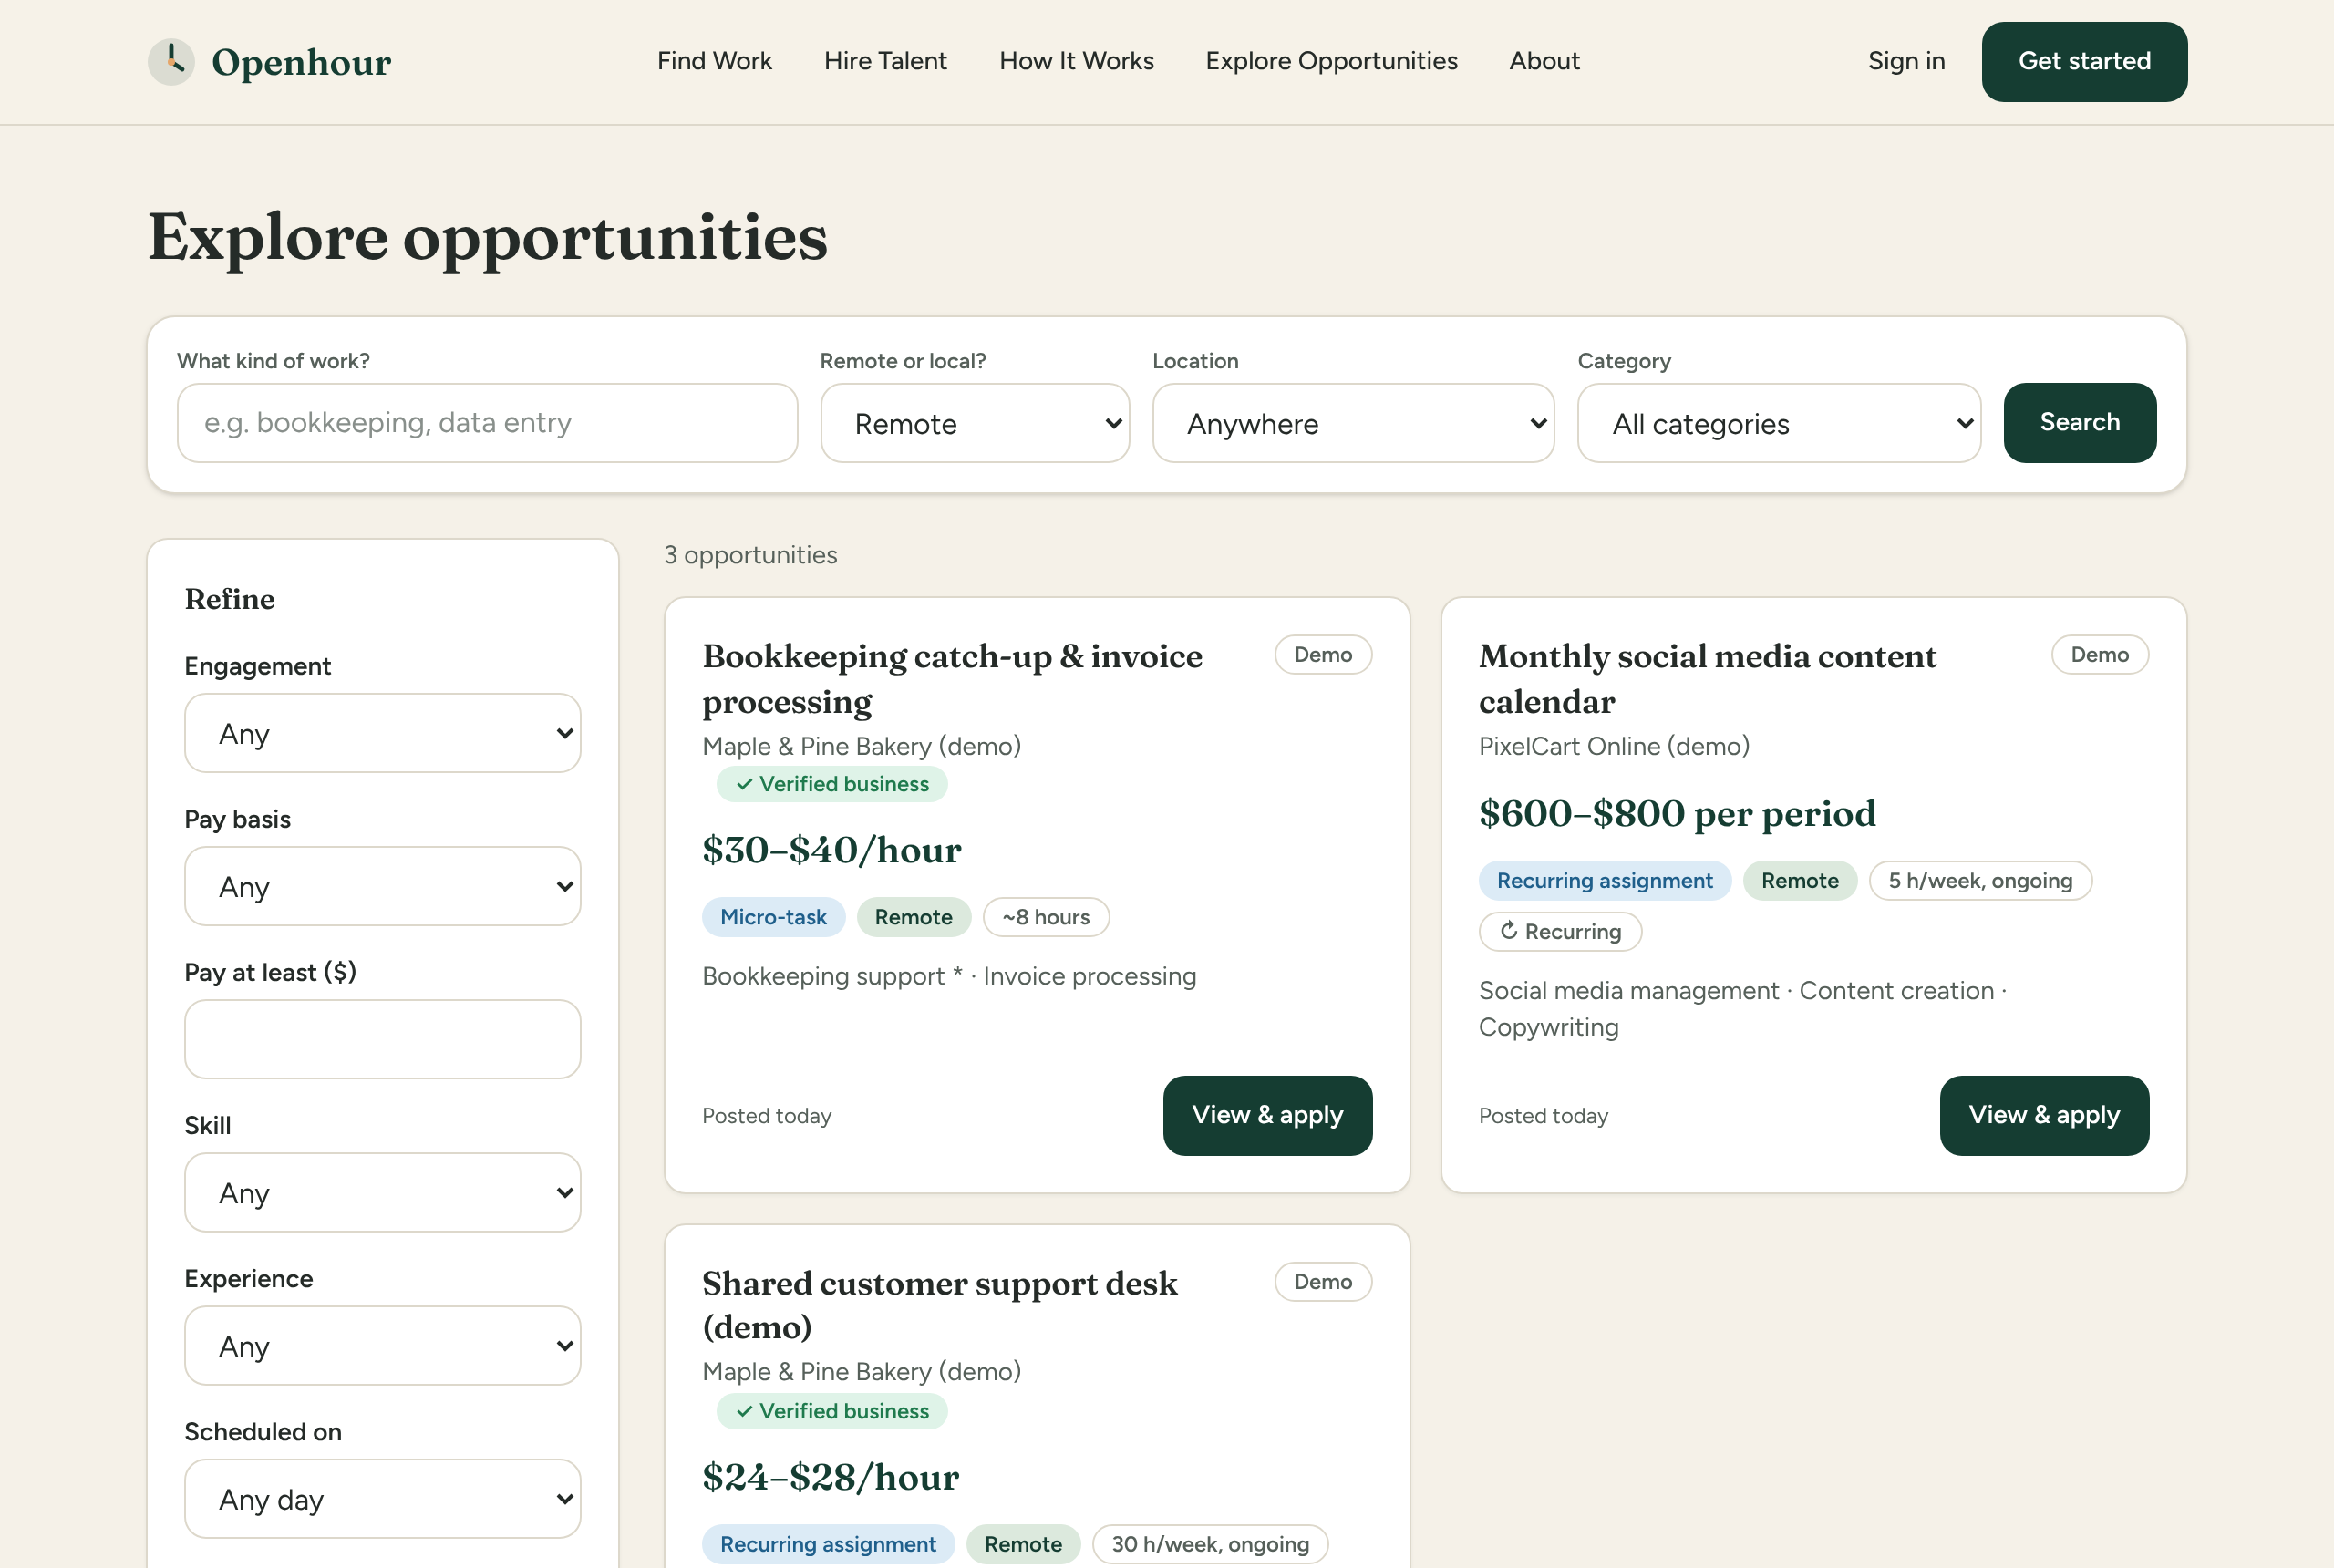 Openhour
Find Work
Hire Talent
How It Works
Explore Opportunities
About
Sign in
Get started
Explore opportunities
What kind of work?
e.g. bookkeeping, data entry
Remote or local?
Remote
Location
Anywhere
Category
All categories
Search
Refine
Engagement
Any
Pay basis
Any
Pay at least ($)
Skill
Any
Experience
Any
Scheduled on
Any day
3 opportunities
Bookkeeping catch-up & invoice
processing
Demo
Maple & Pine Bakery (demo)
✓ Verified business
$30–$40/hour
Micro-task
Remote
~8 hours
Bookkeeping support * · Invoice processing
Posted today
View & apply
Monthly social media content
calendar
Demo
PixelCart Online (demo)
$600–$800 per period
Recurring assignment
Remote
5 h/week, ongoing
↻ Recurring
Social media management · Content creation ·
Copywriting
Posted today
View & apply
Shared customer support desk
(demo)
Demo
Maple & Pine Bakery (demo)
✓ Verified business
$24–$28/hour
Recurring assignment
Remote
30 h/week, ongoing